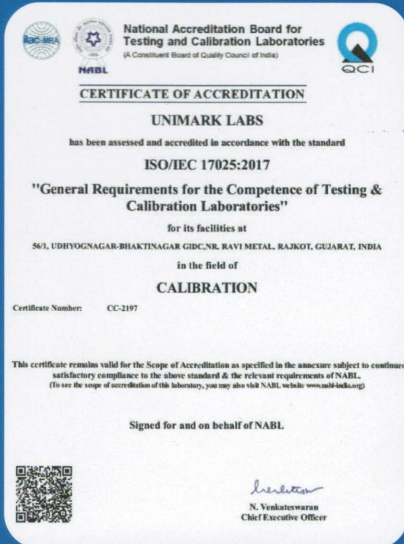 ilac-MRA
NABL
National Accreditation Board for
Testing and Calibration Laboratories
(A Constituent Board of Quality Council of India)
QCI
CERTIFICATE OF ACCREDITATION
UNIMARK LABS
has been assessed and accredited in accordance with the standard
ISO/IEC 17025:2017
"General Requirements for the Competence of Testing &
Calibration Laboratories"
for its facilities at
56/1, UDHYOGNAGAR-BHAKTINAGAR GIDC,NR. RAVI METAL, RAJKOT, GUJARAT, INDIA
in the field of
CALIBRATION
Certificate Number: CC-2197
This certificate remains valid for the Scope of Accreditation as specified in the annexure subject to continued
satisfactory compliance to the above standard & the relevant requirements of NABL.
(To see the scope of accreditation of this laboratory, you may also visit NABL website www.nabl-india.org)
Signed for and on behalf of NABL
N. Venkateswaran
Chief Executive Officer